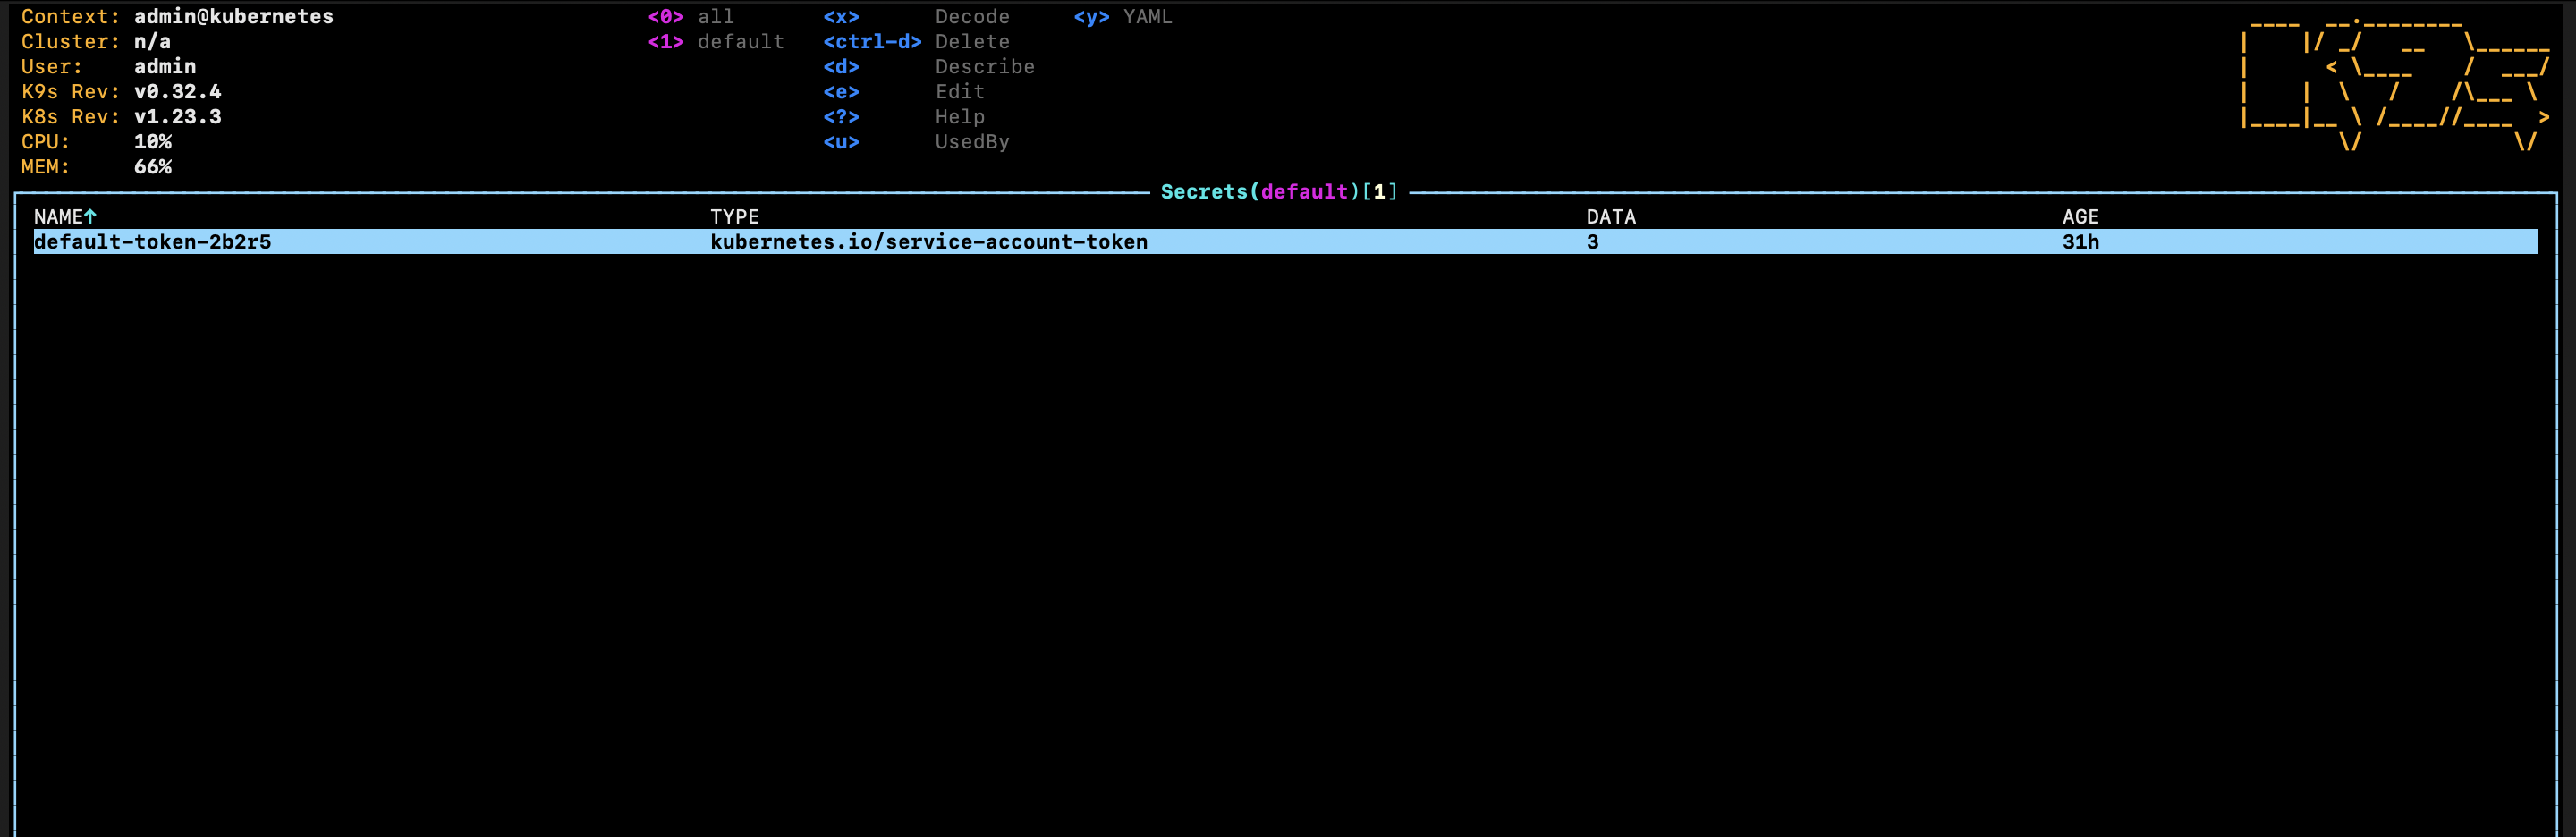 Context: admin@kubernetes <0> all <x> Decode <y> YAML
Cluster: n/a <1> default <ctrl-d> Delete
User: admin <d> Describe
K9s Rev: v0.32.4 <e> Edit
K8s Rev: v1.23.3 <?> Help
CPU: 10% <u> UsedBy
MEM: 66%
Secrets(default)[1]
NAME↑ TYPE DATA AGE
default-token-2b2r5 kubernetes.io/service-account-token 3 31h